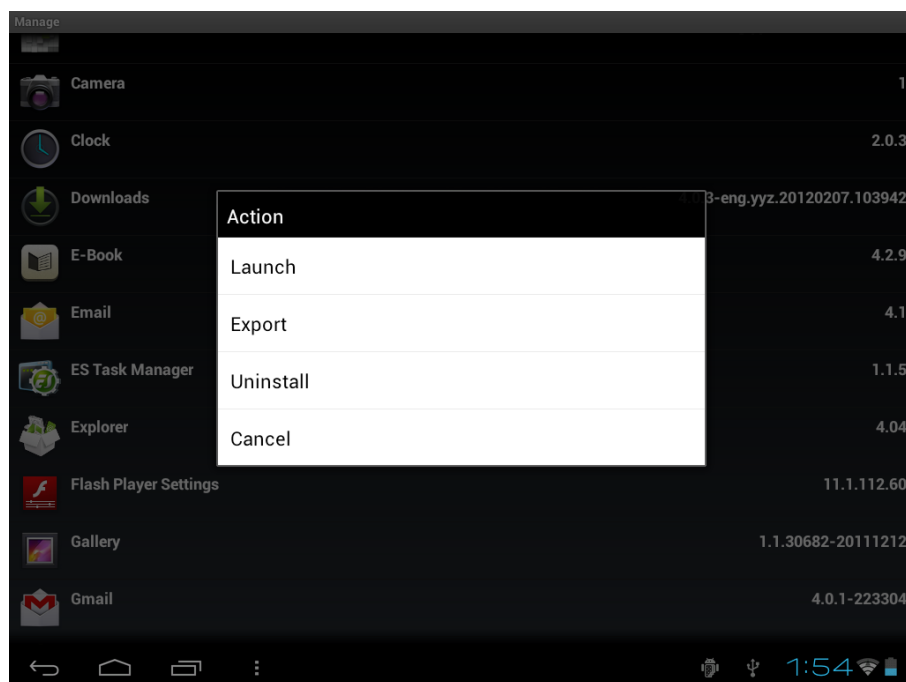 Manage
Camera 1
Clock 2.0.3
Downloads 4.0.3-eng.yyz.20120207.103942
Action
Launch
E-Book 4.2.9
Email 4.1
Export
ES Task Manager 1.1.5
Uninstall
Explorer 4.04
Cancel
Flash Player Settings 11.1.112.60
Gallery 1.1.30682-20111212
Gmail 4.0.1-223304
1:54